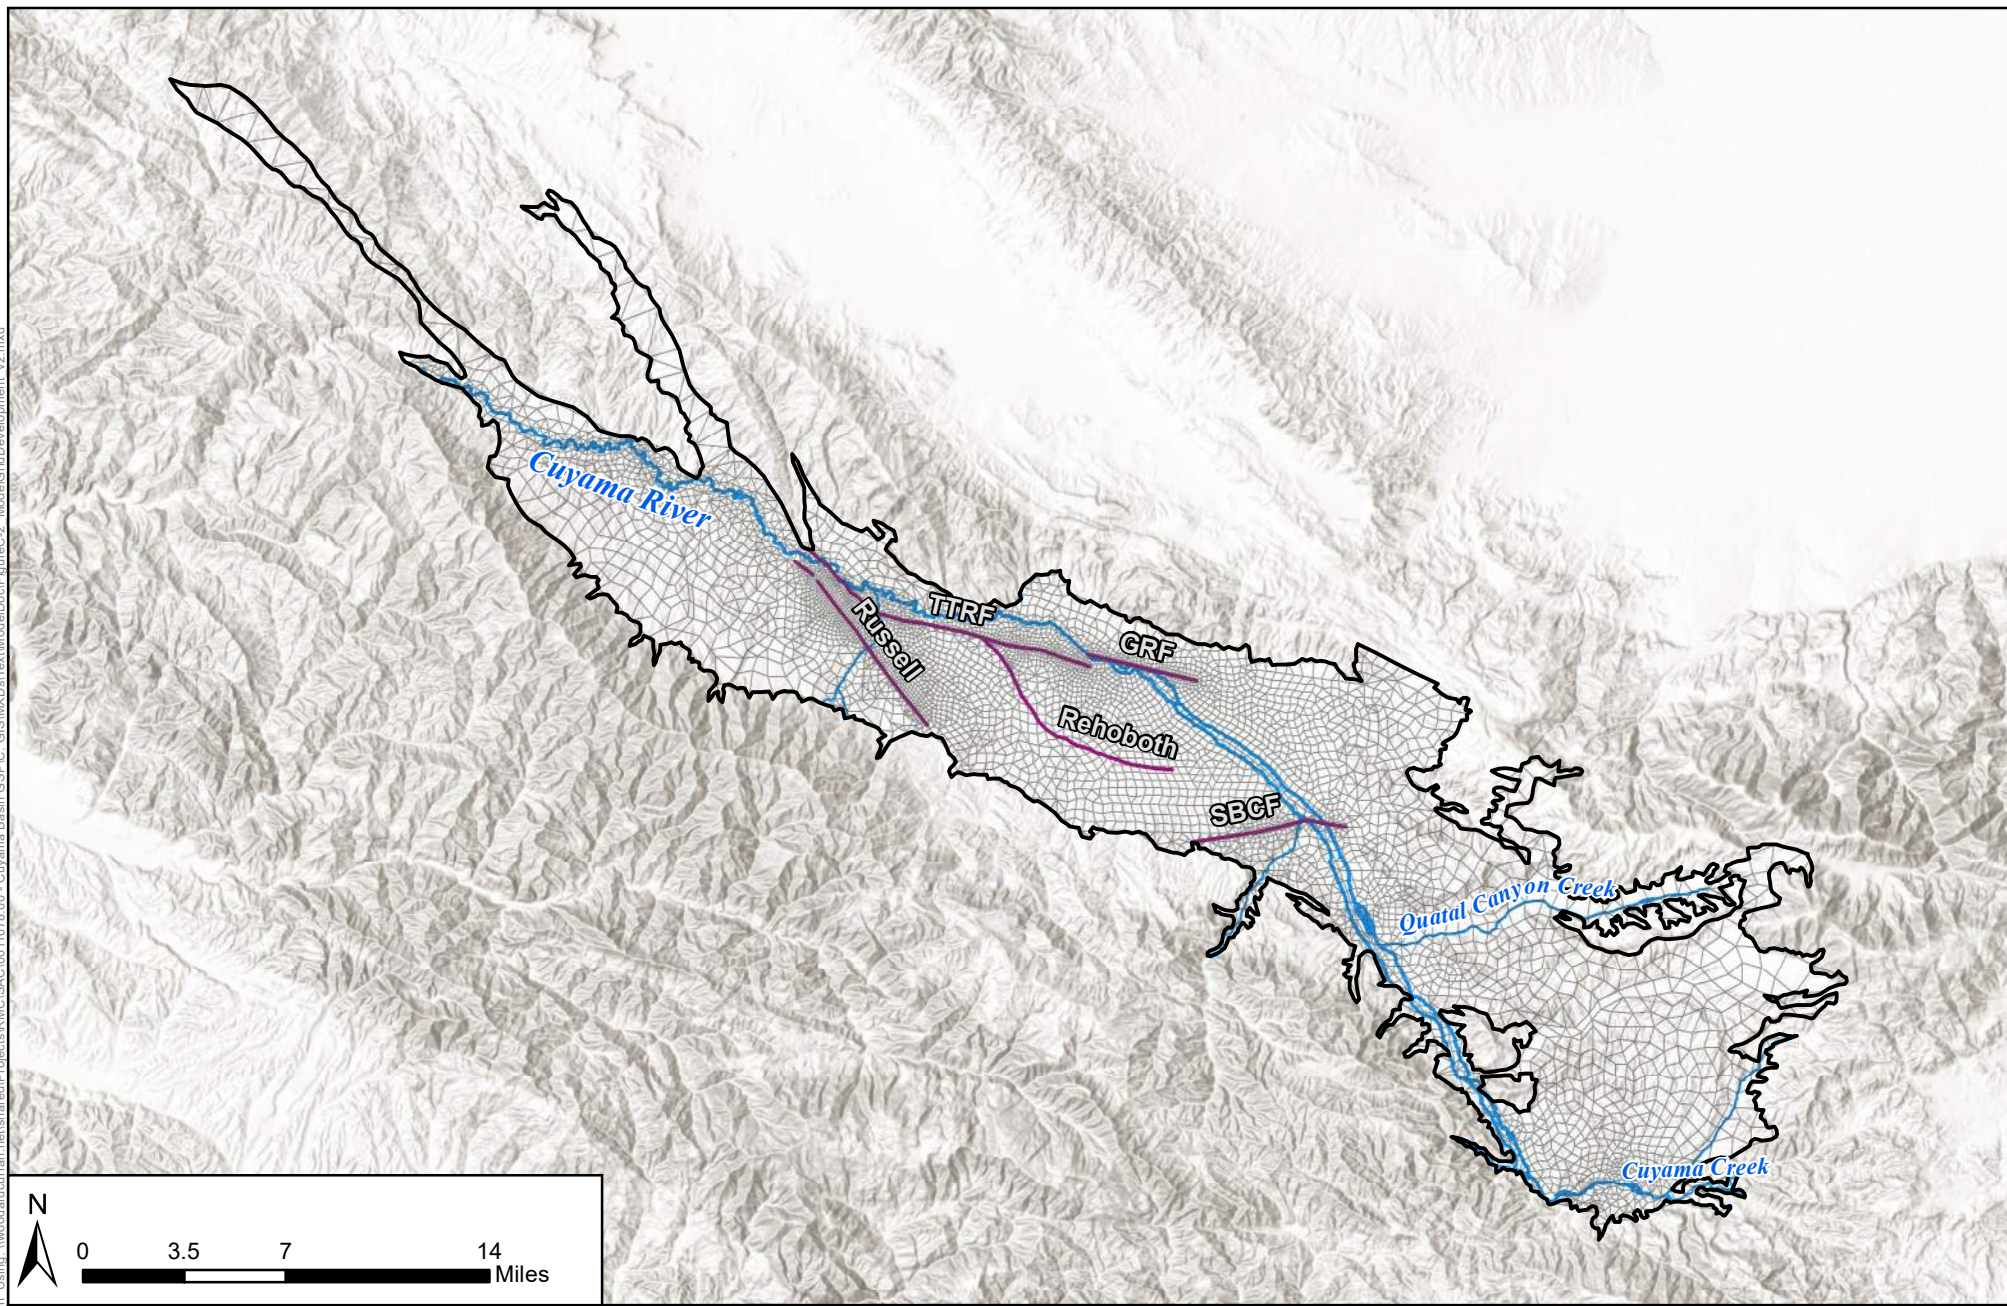 Cuyama River
TTRF
GRF
Russell
Rehoboth
SBCF
Quatal Canyon Creek
Cuyama Creek
N
0 3.5 7 14
Miles